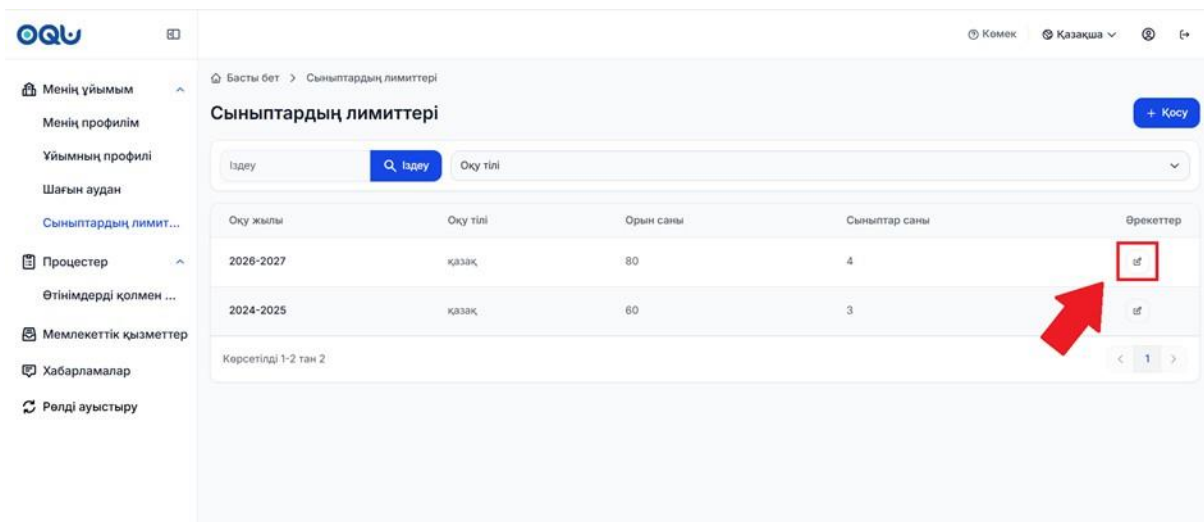 OQU
Көмек
Қазақша
Менің ұйымым
Менің профилім
Ұйымның профилі
Шағын аудан
Сыныптардың лимит...
Процестер
Өтінімдерді қолмен ...
Мемлекеттік қызметтер
Хабарламалар
Рөлді ауыстыру
Басты бет > Сыныптардың лимиттері
Сыныптардың лимиттері
+ Қосу
Іздеу
Іздеу
Оқу тілі
Оқу жылы Оқу тілі Орын саны Сыныптар саны Әрекеттер
2026-2027 қазақ 80 4
2024-2025 қазақ 60 3
Көрсетілді 1-2 тан 2
< 1 >